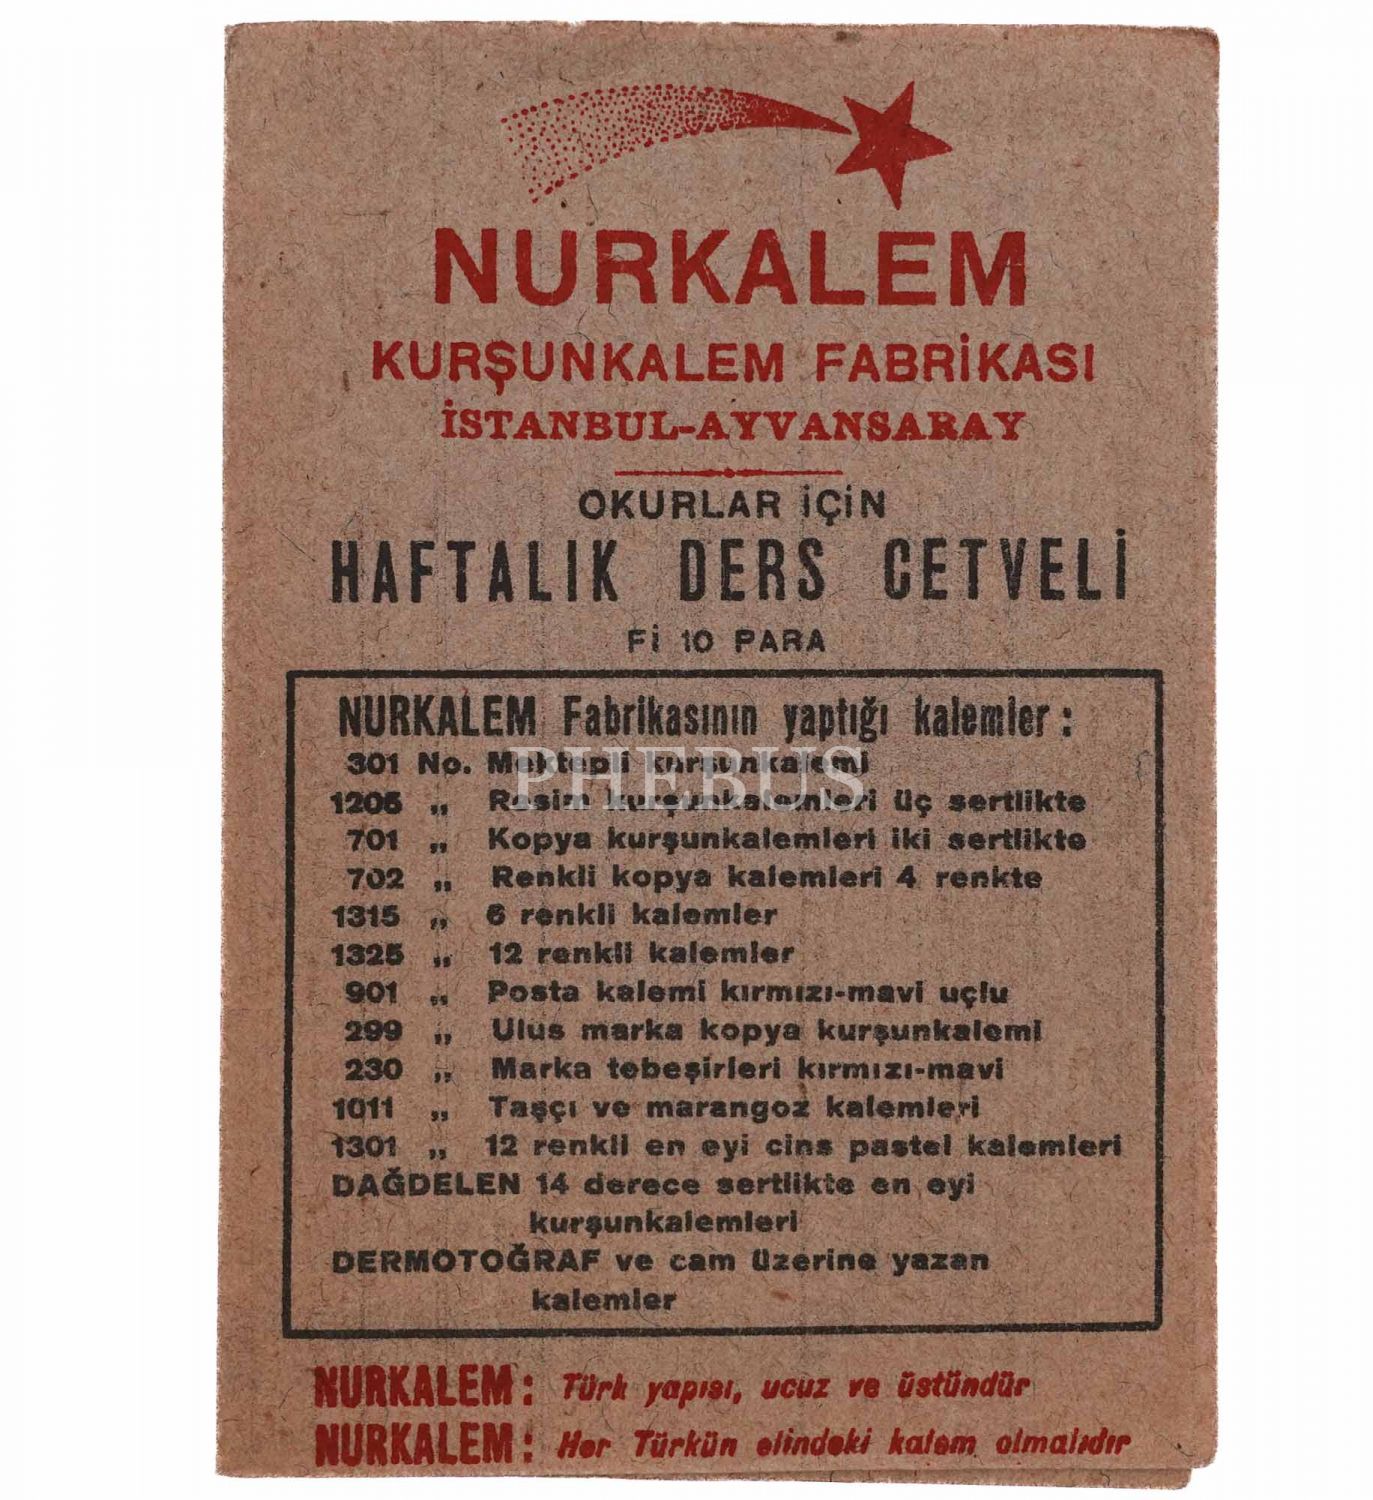 NURKALEM
KURŞUNKALEM FABRİKASI
İSTANBUL-AYVANSARAY
OKURLAR İÇİN
HAFTALIK DERS CETVELİ
Fİ 10 PARA
NURKALEM Fabrikasının yaptığı kalemler :
301 No. Mektepli kurşunkalemi
PHEBUS
1205 „ Resim kurşunkalemleri üç sertlikte
701 „ Kopya kurşunkalemleri iki sertlikte
702 „ Renkli kopya kalemleri 4 renkte
1315 „ 6 renkli kalemler
1325 „ 12 renkli kalemler
901 „ Posta kalemi kırmızı-mavi uçlu
299 „ Ulus marka kopya kurşunkalemi
230 „ Marka tebeşirleri kırmızı-mavi
1011 „ Taşçı ve marangoz kalemleri
1301 „ 12 renkli en eyi cins pastel kalemleri
DAĞDELEN 14 derece sertlikte en eyi
kurşunkalemleri
DERMOTOĞRAF ve cam üzerine yazan
kalemler
NURKALEM : Türk yapısı, ucuz ve üstündür
NURKALEM : Her Türkün elindeki kalem olmalıdır